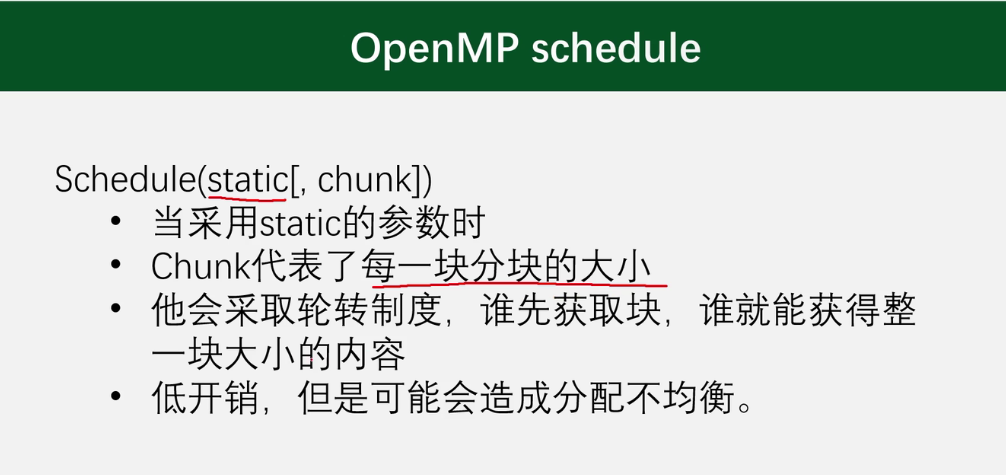 OpenMP schedule
Schedule(static[, chunk])
• 当采用static的参数时
• Chunk代表了每一块分块的大小
• 他会采取轮转制度，谁先获取块，谁就能获得整
一块大小的内容
• 低开销，但是可能会造成分配不均衡。